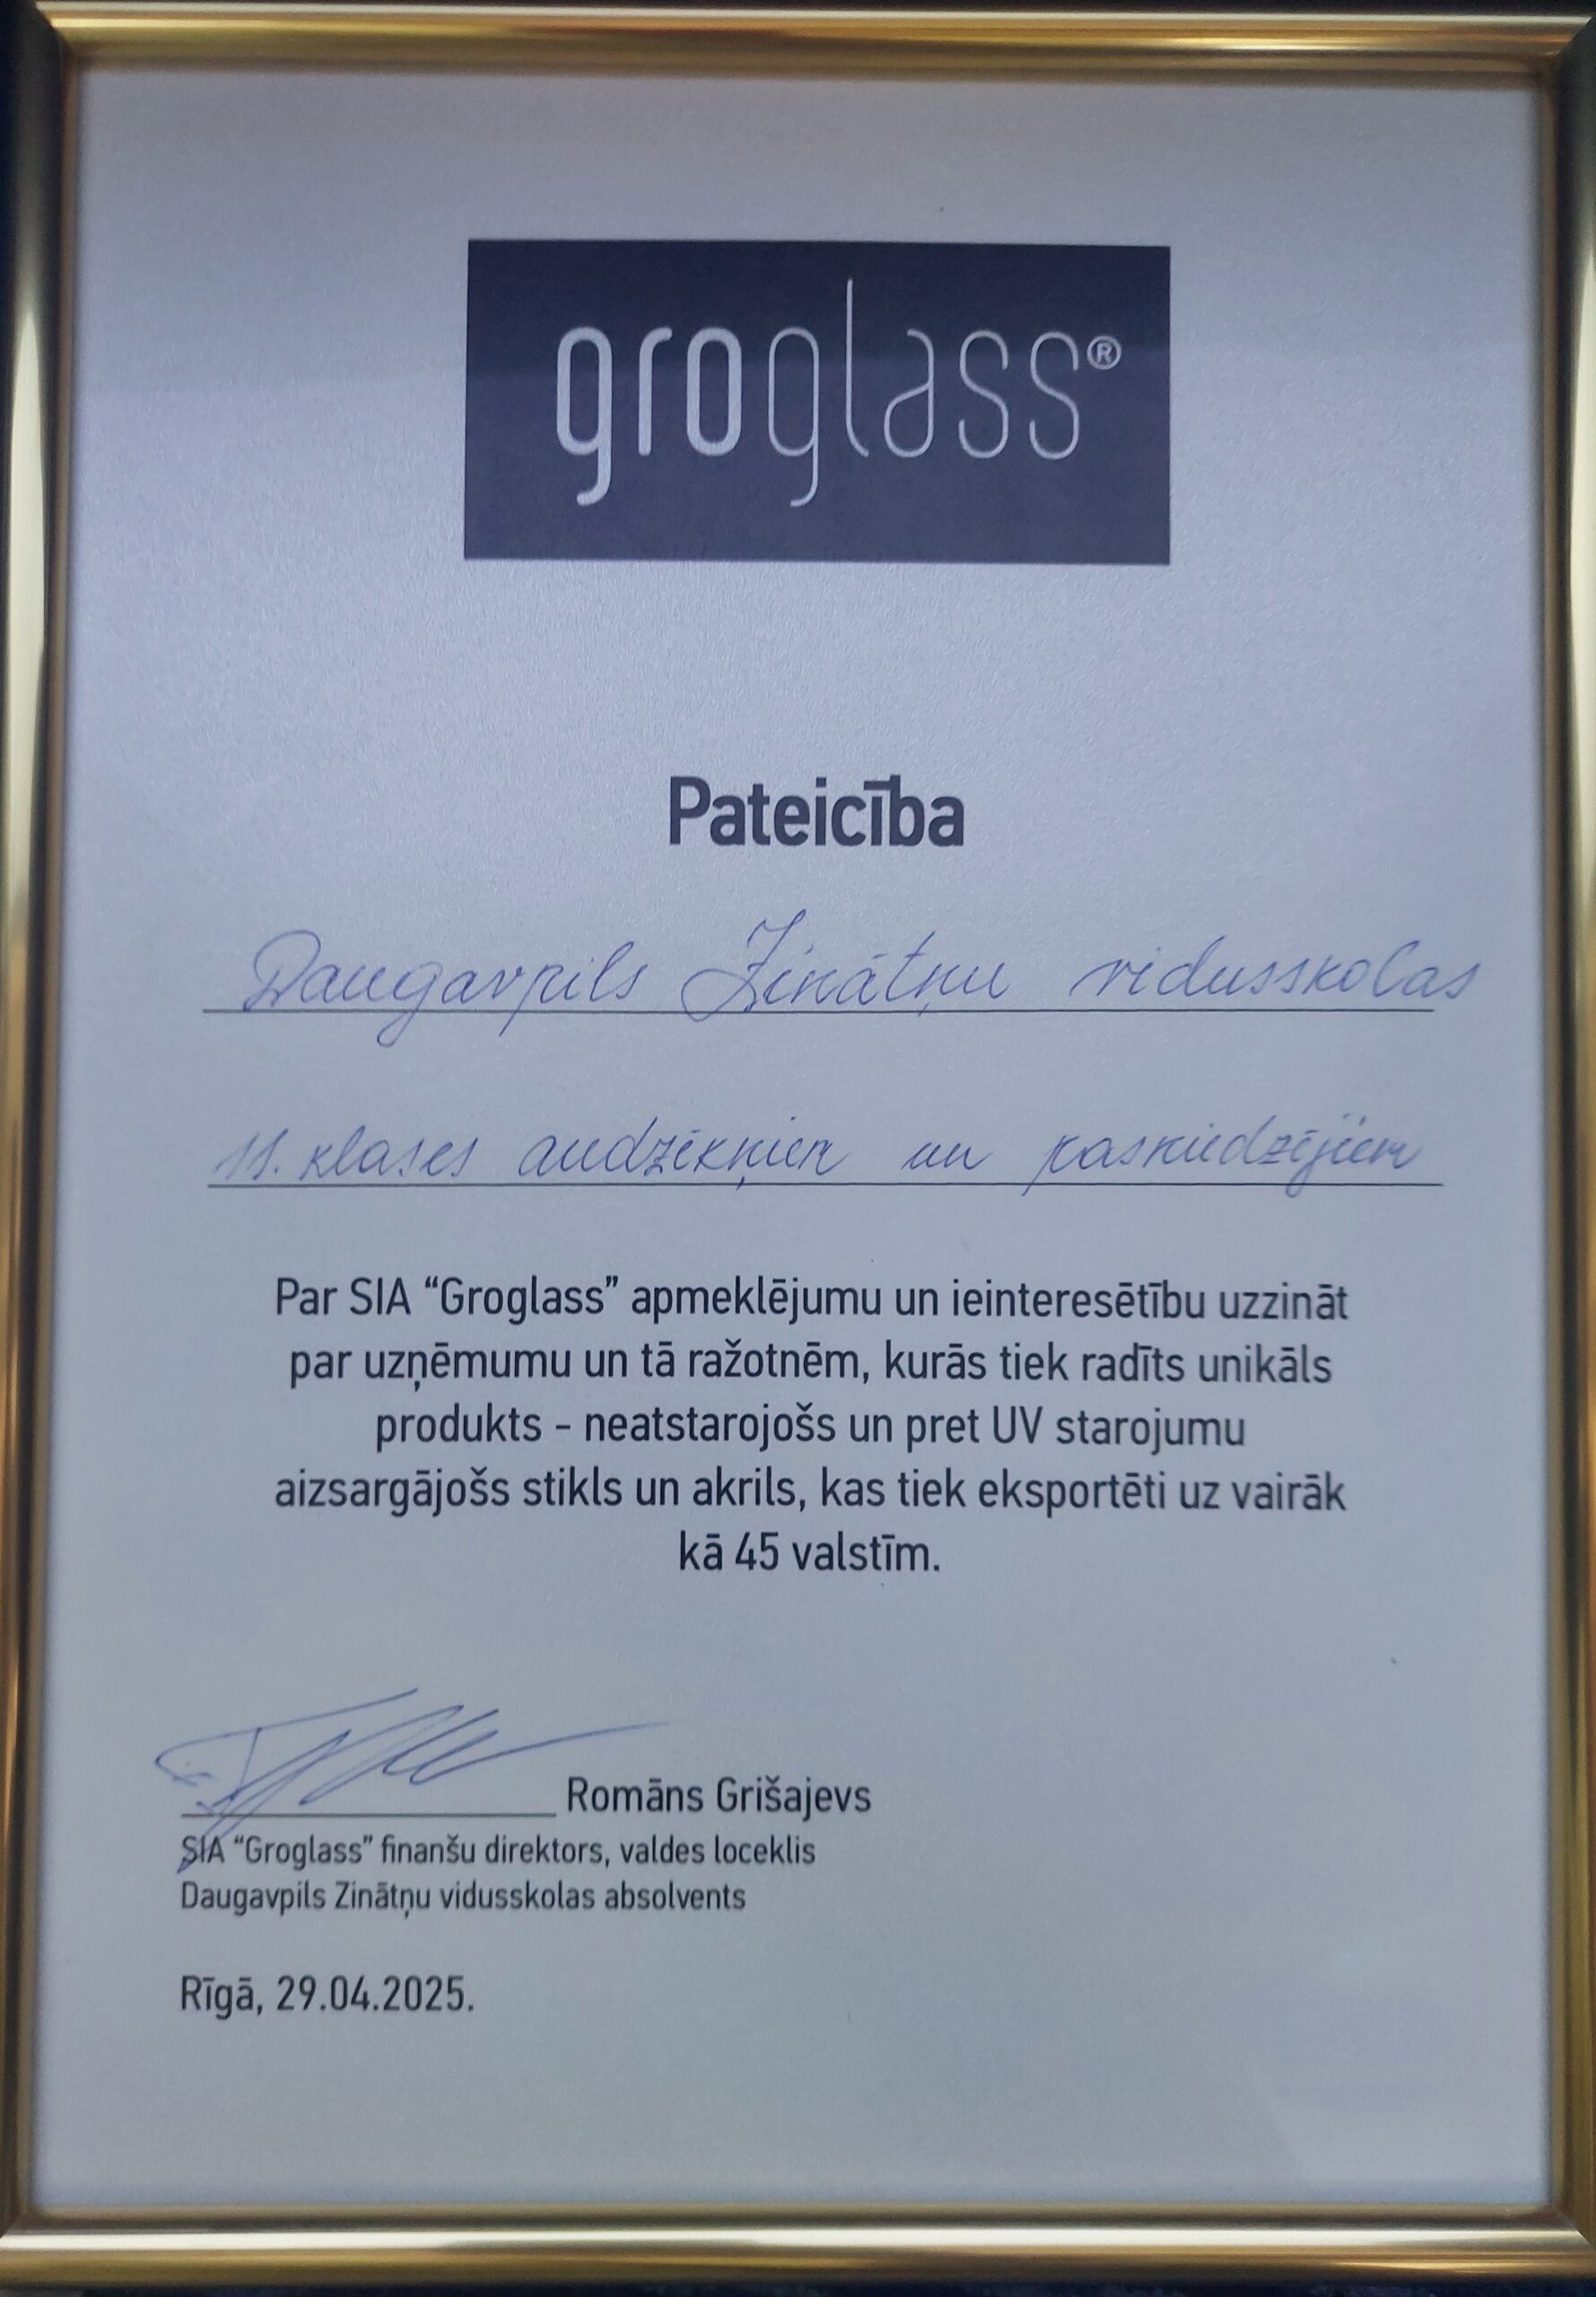 groglass®
Pateicība
Daugavpils Zinātņu vidusskolas
11. klases audzēkņiem un pasniedzējiem
Par SIA “Groglass” apmeklējumu un ieinteresētību uzzināt
par uzņēmumu un tā ražotnēm, kurās tiek radīts unikāls
produkts - neatstarojošs un pret UV starojumu
aizsargājošs stikls un akrils, kas tiek eksportēti uz vairāk
kā 45 valstīm.
Romāns Grišajevs
SIA “Groglass” finanšu direktors, valdes loceklis
Daugavpils Zinātņu vidusskolas absolvents
Rīgā, 29.04.2025.